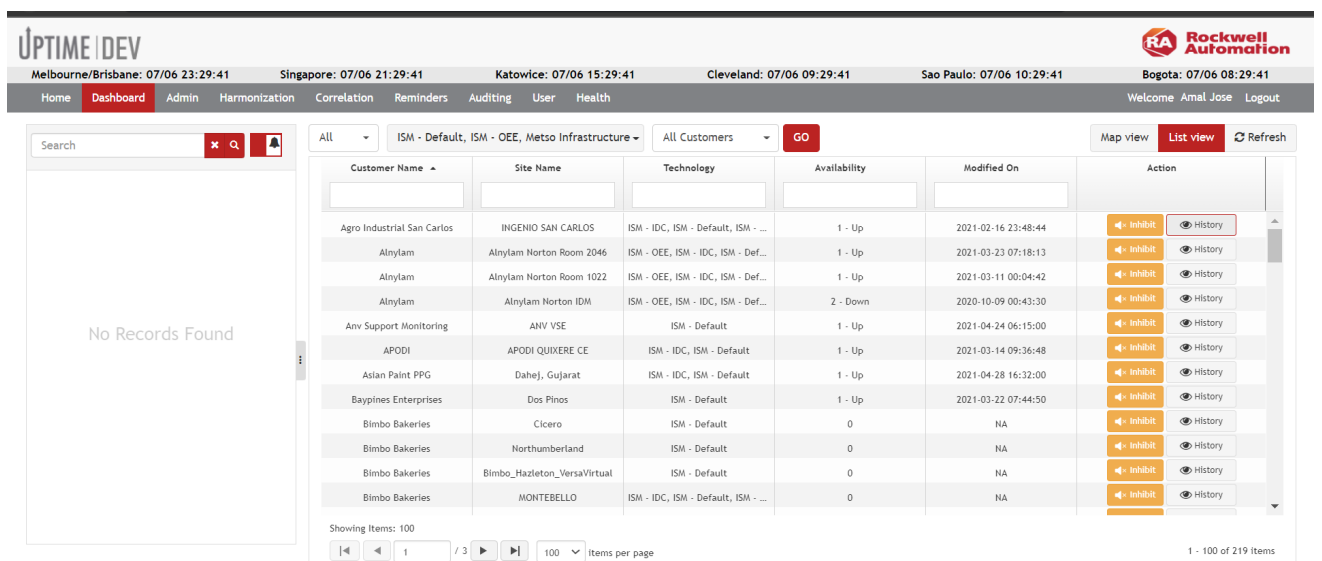 UPTIME|DEV
RA Rockwell Automation
Melbourne/Brisbane: 07/06 23:29:41 Singapore: 07/06 21:29:41 Katowice: 07/06 15:29:41 Cleveland: 07/06 09:29:41 Sao Paulo: 07/06 10:29:41 Bogota: 07/06 08:29:41
Home Dashboard Admin Harmonization Correlation Reminders Auditing User Health Welcome Amal Jose Logout
Search
No Records Found
All ISM - Default, ISM - OEE, Metso Infrastructure All Customers GO Map view List view Refresh
Customer Name Site Name Technology Availability Modified On Action
Agro Industrial San Carlos INGENIO SAN CARLOS ISM - IDC, ISM - Default, ISM - ... 1 - Up 2021-02-16 23:48:44 Inhibit History
Alnylam Alnylam Norton Room 2046 ISM - OEE, ISM - IDC, ISM - Def... 1 - Up 2021-03-23 07:18:13 Inhibit History
Alnylam Alnylam Norton Room 1022 ISM - OEE, ISM - IDC, ISM - Def... 1 - Up 2021-03-11 00:04:42 Inhibit History
Alnylam Alnylam Norton IDM ISM - OEE, ISM - IDC, ISM - Def... 2 - Down 2020-10-09 00:43:30 Inhibit History
Anv Support Monitoring ANV VSE ISM - Default 1 - Up 2021-04-24 06:15:00 Inhibit History
APODI APODI QUIXERE CE ISM - IDC, ISM - Default 1 - Up 2021-03-14 09:36:48 Inhibit History
Asian Paint PPG Dahej, Gujarat ISM - IDC, ISM - Default 1 - Up 2021-04-28 16:32:00 Inhibit History
Baypines Enterprises Dos Pinos ISM - Default 1 - Up 2021-03-22 07:44:50 Inhibit History
Bimbo Bakeries Cicero ISM - Default 0 NA Inhibit History
Bimbo Bakeries Northumberland ISM - Default 0 NA Inhibit History
Bimbo Bakeries Bimbo_Hazleton_VersaVirtual ISM - Default 0 NA Inhibit History
Bimbo Bakeries MONTEBELLO ISM - IDC, ISM - Default, ISM - ... 0 NA Inhibit History
Showing Items: 100
1 / 3 100 items per page 1 - 100 of 219 items